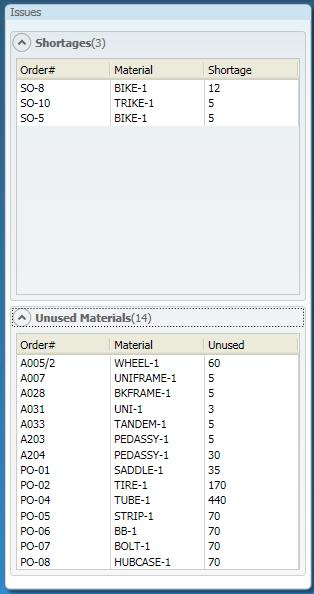 Issues
Shortages(3)
Order# Material Shortage
SO-8 BIKE-1 12
SO-10 TRIKE-1 5
SO-5 BIKE-1 5
Unused Materials(14)
Order# Material Unused
A005/2 WHEEL-1 60
A007 UNIFRAME-1 5
A028 BKFRAME-1 5
A031 UNI-1 3
A033 TANDEM-1 5
A203 PEDASSY-1 5
A204 PEDASSY-1 30
PO-01 SADDLE-1 35
PO-02 TIRE-1 170
PO-04 TUBE-1 440
PO-05 STRIP-1 70
PO-06 BB-1 70
PO-07 BOLT-1 70
PO-08 HUBCASE-1 70